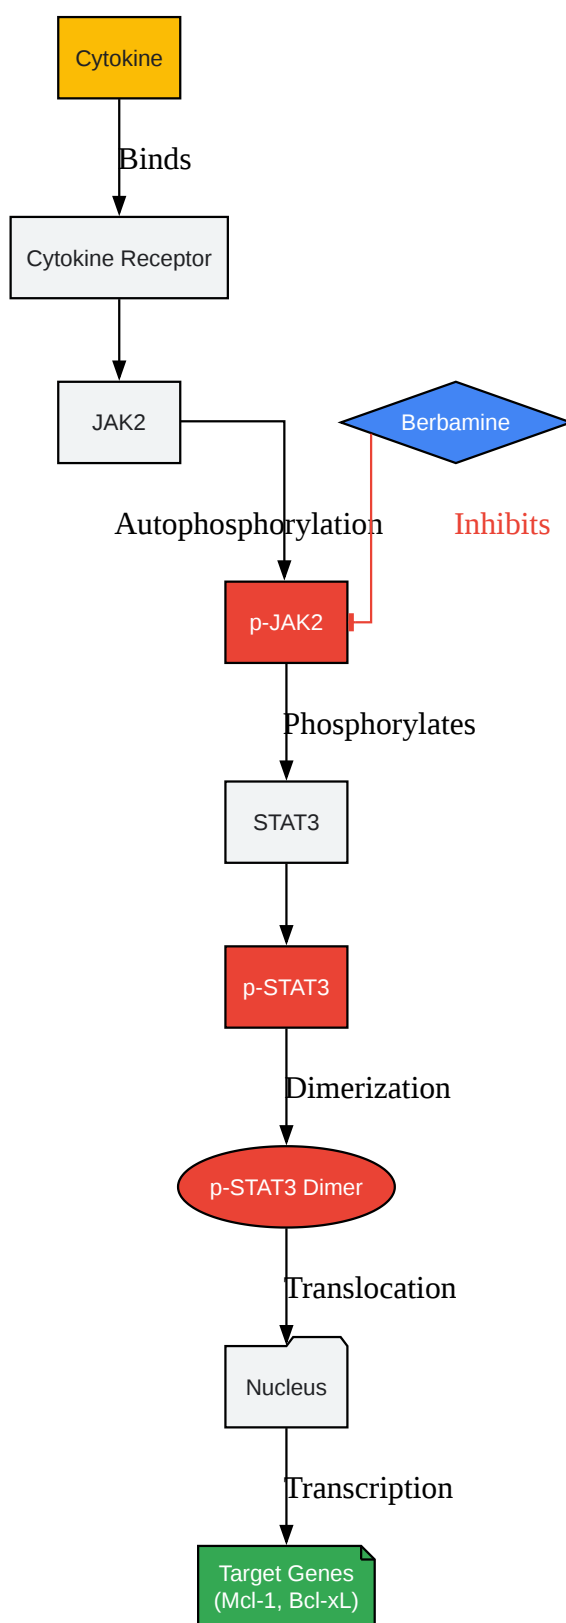 Cytokine
Binds
Cytokine Receptor
JAK2
Berbamine
Autophosphorylation
Inhibits
p-JAK2
Phosphorylates
STAT3
p-STAT3
Dimerization
p-STAT3 Dimer
Translocation
Nucleus
Transcription
Target Genes
(Mcl-1, Bcl-xL)